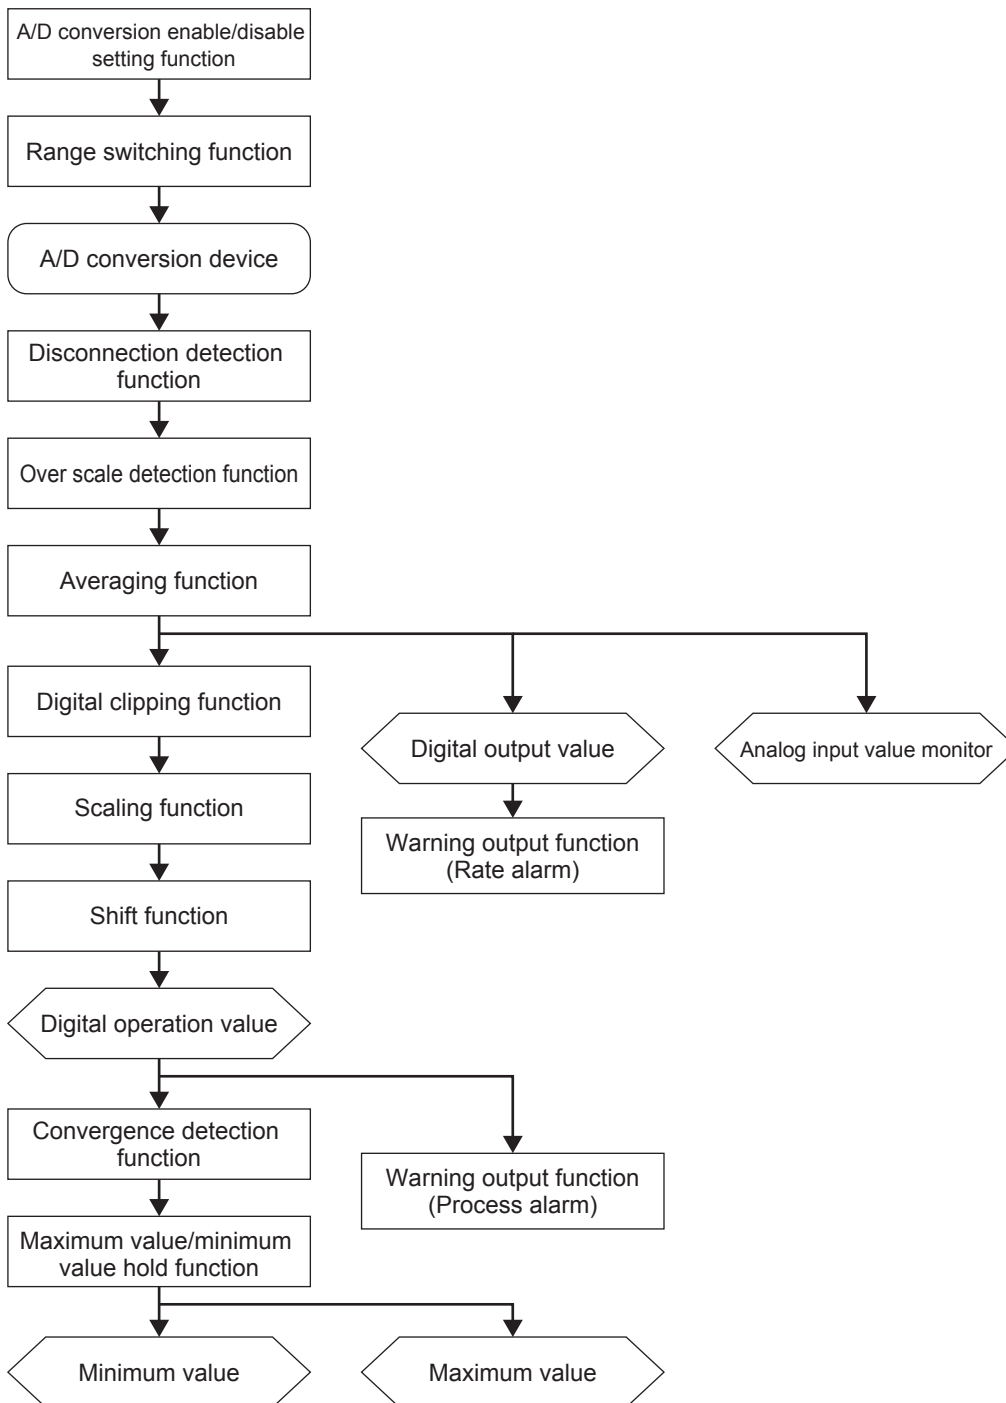 A/D conversion enable/disable
setting function
Range switching function
A/D conversion device
Disconnection detection
function
Over scale detection function
Averaging function
Digital clipping function
Digital output value
Analog input value monitor
Scaling function
Warning output function
(Rate alarm)
Shift function
Digital operation value
Convergence detection
function
Warning output function
(Process alarm)
Maximum value/minimum
value hold function
Minimum value
Maximum value